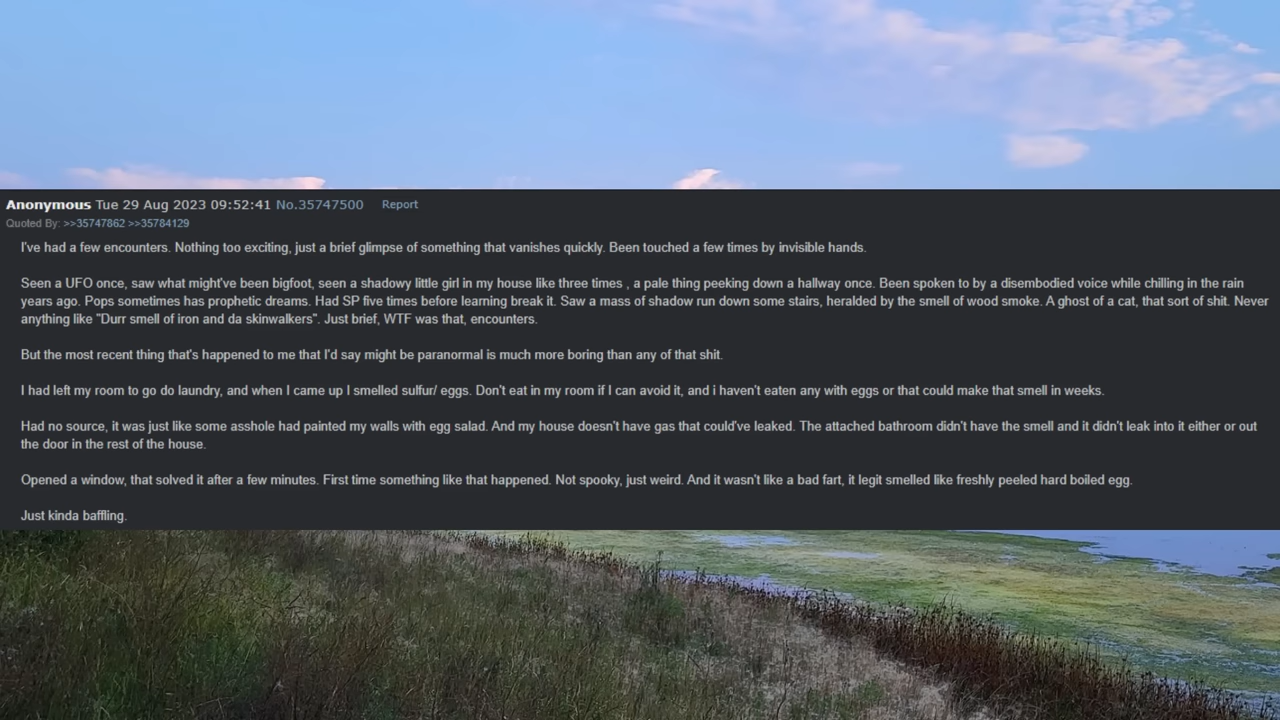 Anonymous Tue 29 Aug 2023 09:52:41 No.35747500 Report
Quoted By: >>35747862 >>35784129
I've had a few encounters. Nothing too exciting, just a brief glimpse of something that vanishes quickly. Been touched a few times by invisible hands.
Seen a UFO once, saw what might've been bigfoot, seen a shadowy little girl in my house like three times , a pale thing peeking down a hallway once. Been spoken to by a disembodied voice while chilling in the rain
years ago. Pops sometimes has prophetic dreams. Had SP five times before learning break it. Saw a mass of shadow run down some stairs, heralded by the smell of wood smoke. A ghost of a cat, that sort of shit. Never
anything like "Durr smell of iron and da skinwalkers". Just brief, WTF was that, encounters.
But the most recent thing that's happened to me that I'd say might be paranormal is much more boring than any of that shit.
I had left my room to go do laundry, and when I came up I smelled sulfur/ eggs. Don't eat in my room if I can avoid it, and i haven't eaten any with eggs or that could make that smell in weeks.
Had no source, it was just like some asshole had painted my walls with egg salad. And my house doesn't have gas that could've leaked. The attached bathroom didn't have the smell and it didn't leak into it either or out
the door in the rest of the house.
Opened a window, that solved it after a few minutes. First time something like that happened. Not spooky, just weird. And it wasn't like a bad fart, it legit smelled like freshly peeled hard boiled egg.
Just kinda baffling.